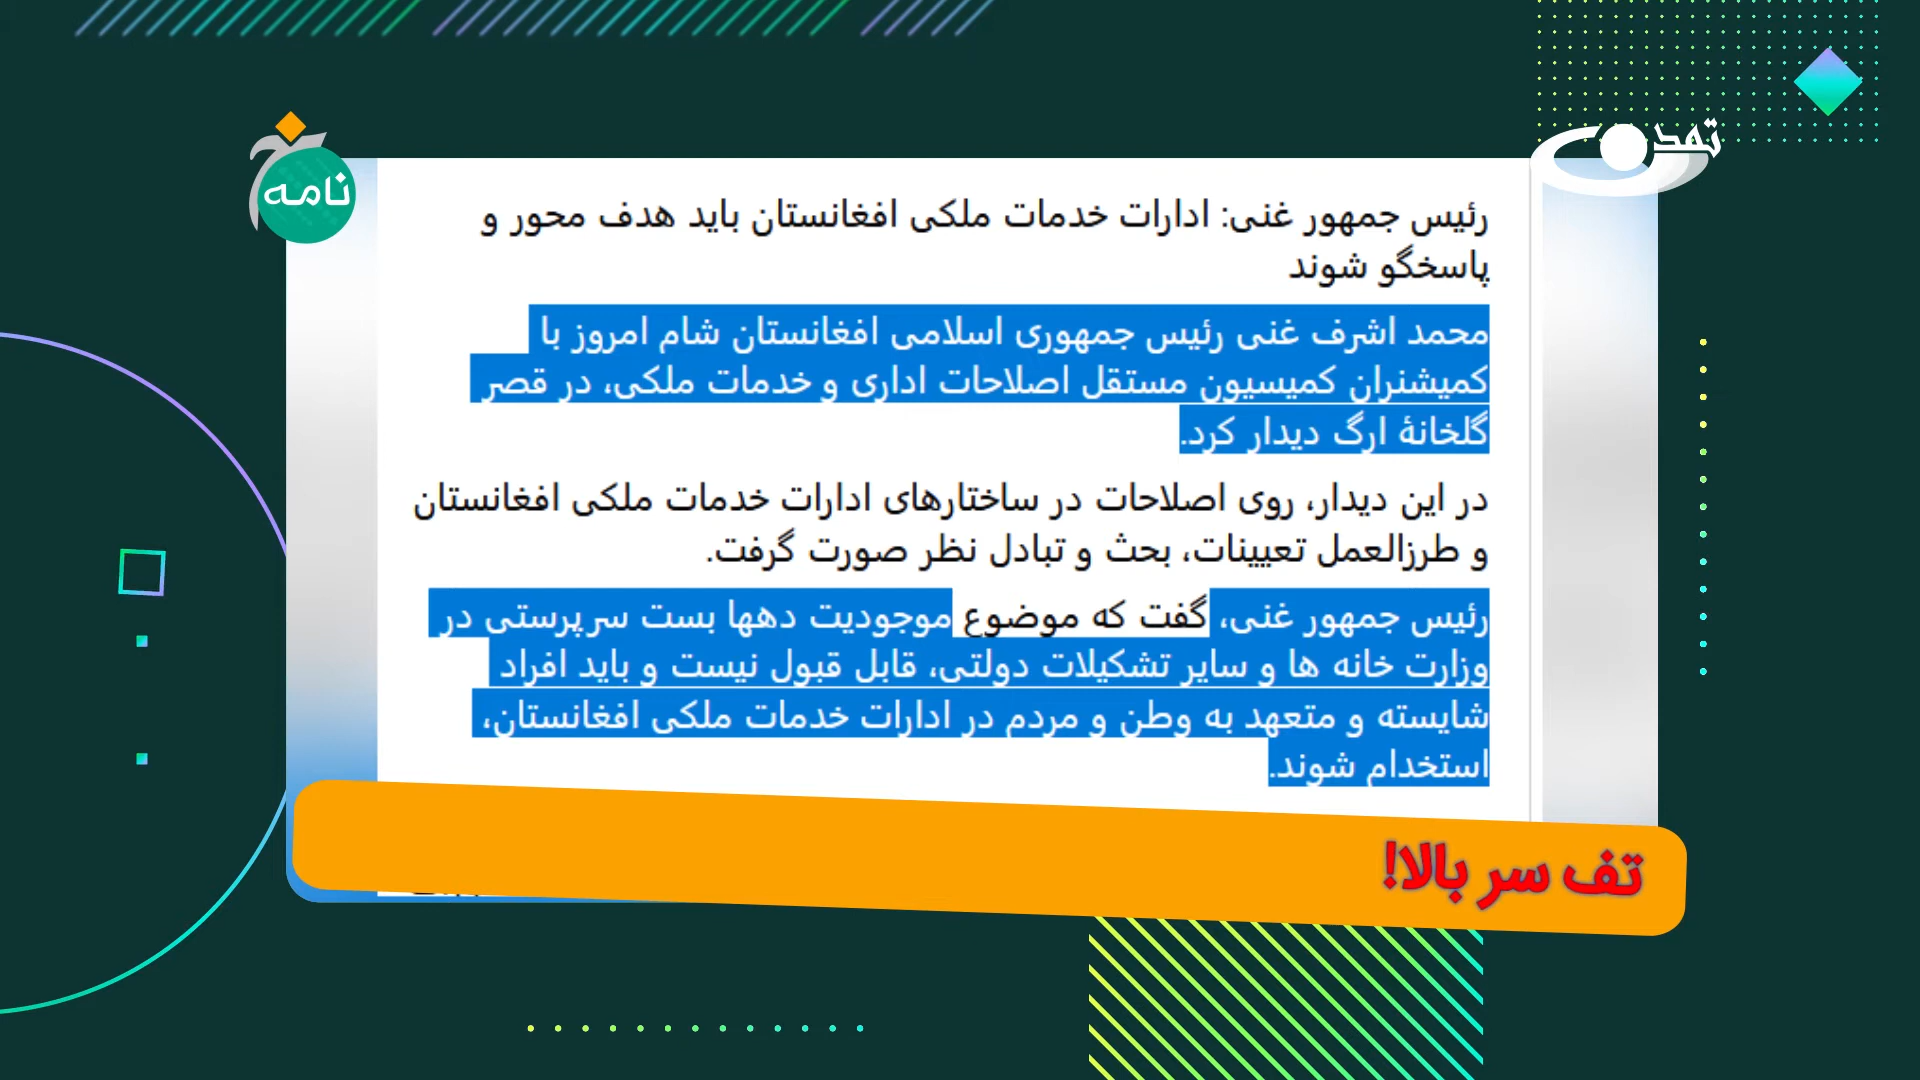 نامه
تمدن
رئیس جمهور غنی: ادارات خدمات ملکی افغانستان باید هدف محور و
پاسخگو شوند
محمد اشرف غنی رئیس جمهوری اسلامی افغانستان شام امروز با
کمیشنران کمیسیون مستقل اصلاحات اداری و خدمات ملکی، در قصر
گلخانۀ ارگ دیدار کرد.
در این دیدار، روی اصلاحات در ساختارهای ادارات خدمات ملکی افغانستان
و طرزالعمل تعیینات، بحث و تبادل نظر صورت گرفت.
رئیس جمهور غنی، گفت که موضوع موجودیت دهها بست سرپرستی در
وزارت خانه ها و سایر تشکیلات دولتی، قابل قبول نیست و باید افراد
شایسته و متعهد به وطن و مردم در ادارات خدمات ملکی افغانستان،
استخدام شوند.
تف سر بالا!